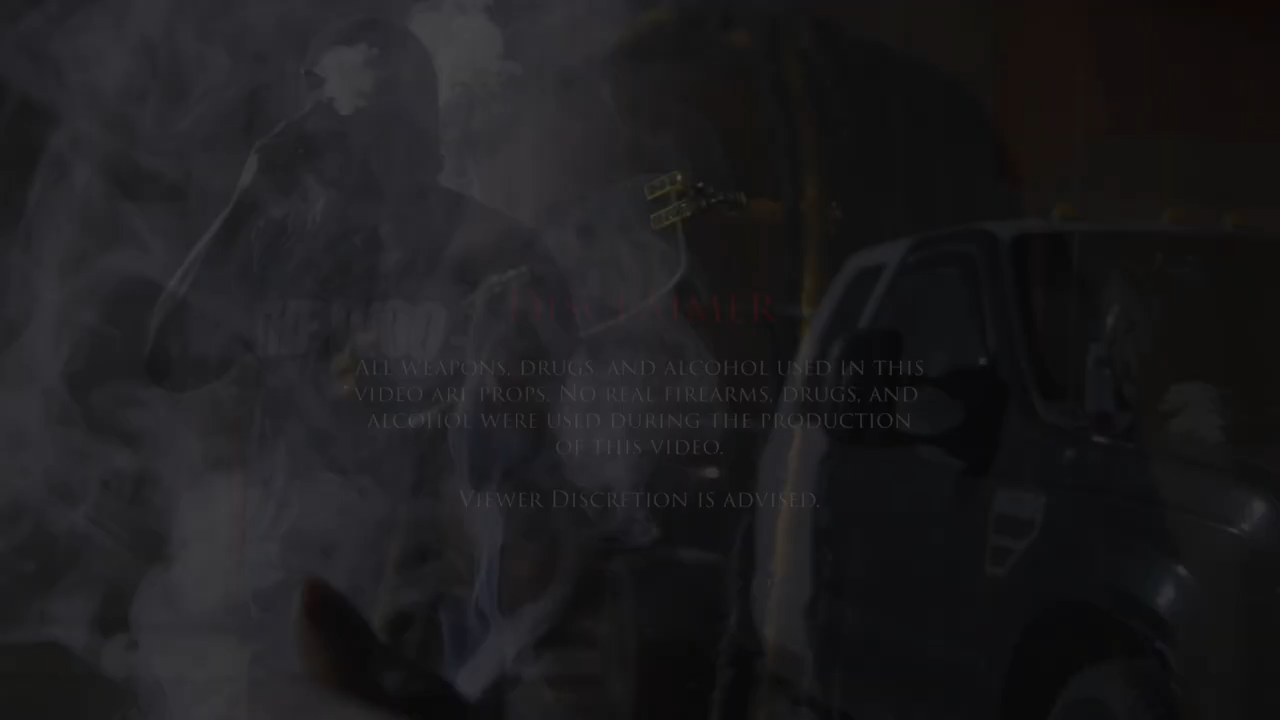 DISCLAIMER
ALL WEAPONS, DRUGS, AND ALCOHOL USED IN THIS
VIDEO ARE PROPS. NO REAL FIREARMS, DRUGS, AND
ALCOHOL WERE USED DURING THE PRODUCTION
OF THIS VIDEO.
VIEWER DISCRETION IS ADVISED.